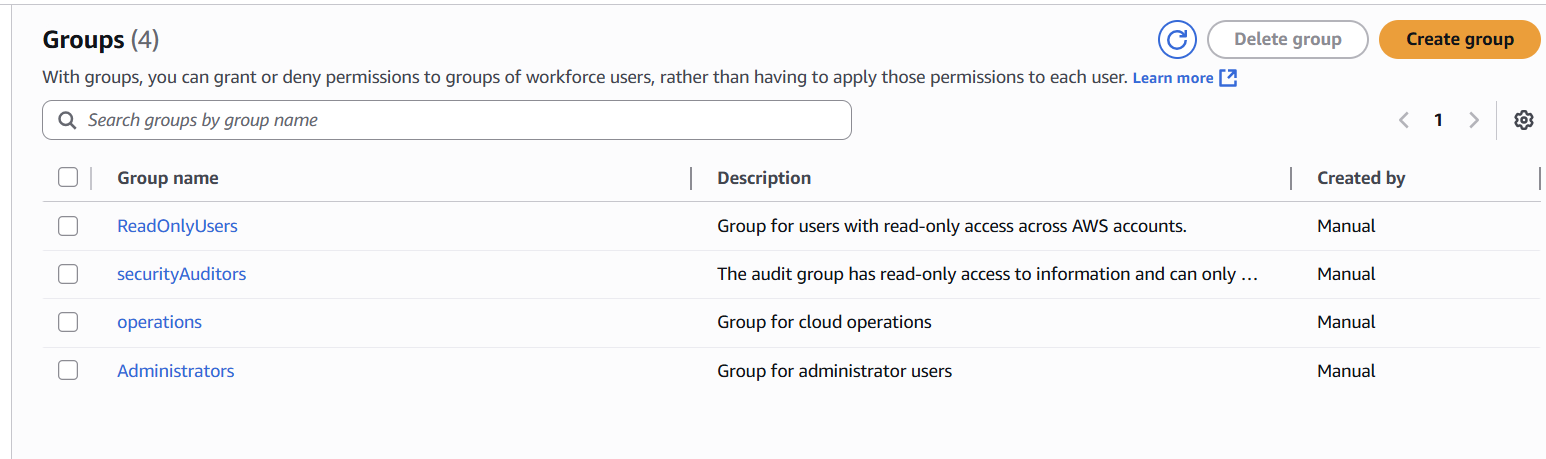 Groups (4)
Delete group
Create group
With groups, you can grant or deny permissions to groups of workforce users, rather than having to apply those permissions to each user. Learn more
Search groups by group name
1
Group name Description Created by
ReadOnlyUsers Group for users with read-only access across AWS accounts. Manual
securityAuditors The audit group has read-only access to information and can only … Manual
operations Group for cloud operations Manual
Administrators Group for administrator users Manual